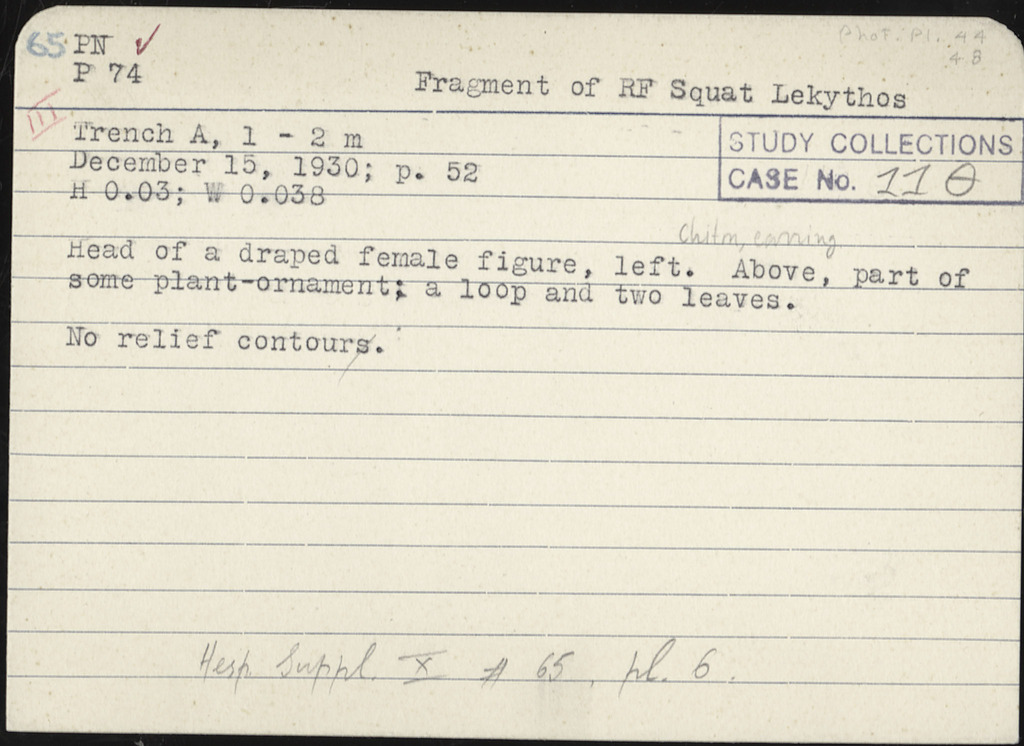 65 PN ✓
Phot. Pl. 44
48
P 74
Fragment of RF Squat Lekythos
III
Trench A, 1 - 2 m
STUDY COLLECTIONS
December 15, 1930; p. 52
CASE No. 11 θ
H 0.03; W 0.038
Chiton, earring
Head of a draped female figure, left. Above, part of
some plant-ornament; a loop and two leaves.
No relief contours.
Hesp. Suppl. X # 65, pl. 6.